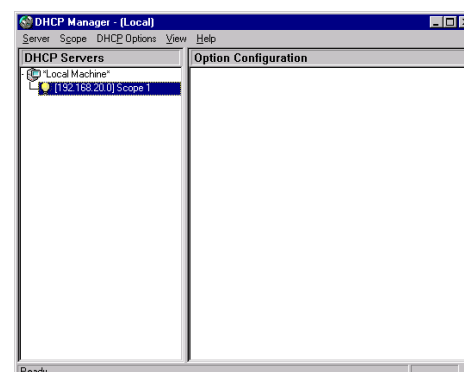 DHCP Manager - (Local)
Server Scope DHCP Options View Help
DHCP Servers
Option Configuration
*Local Machine*
[192.168.20.0] Scope 1
Ready